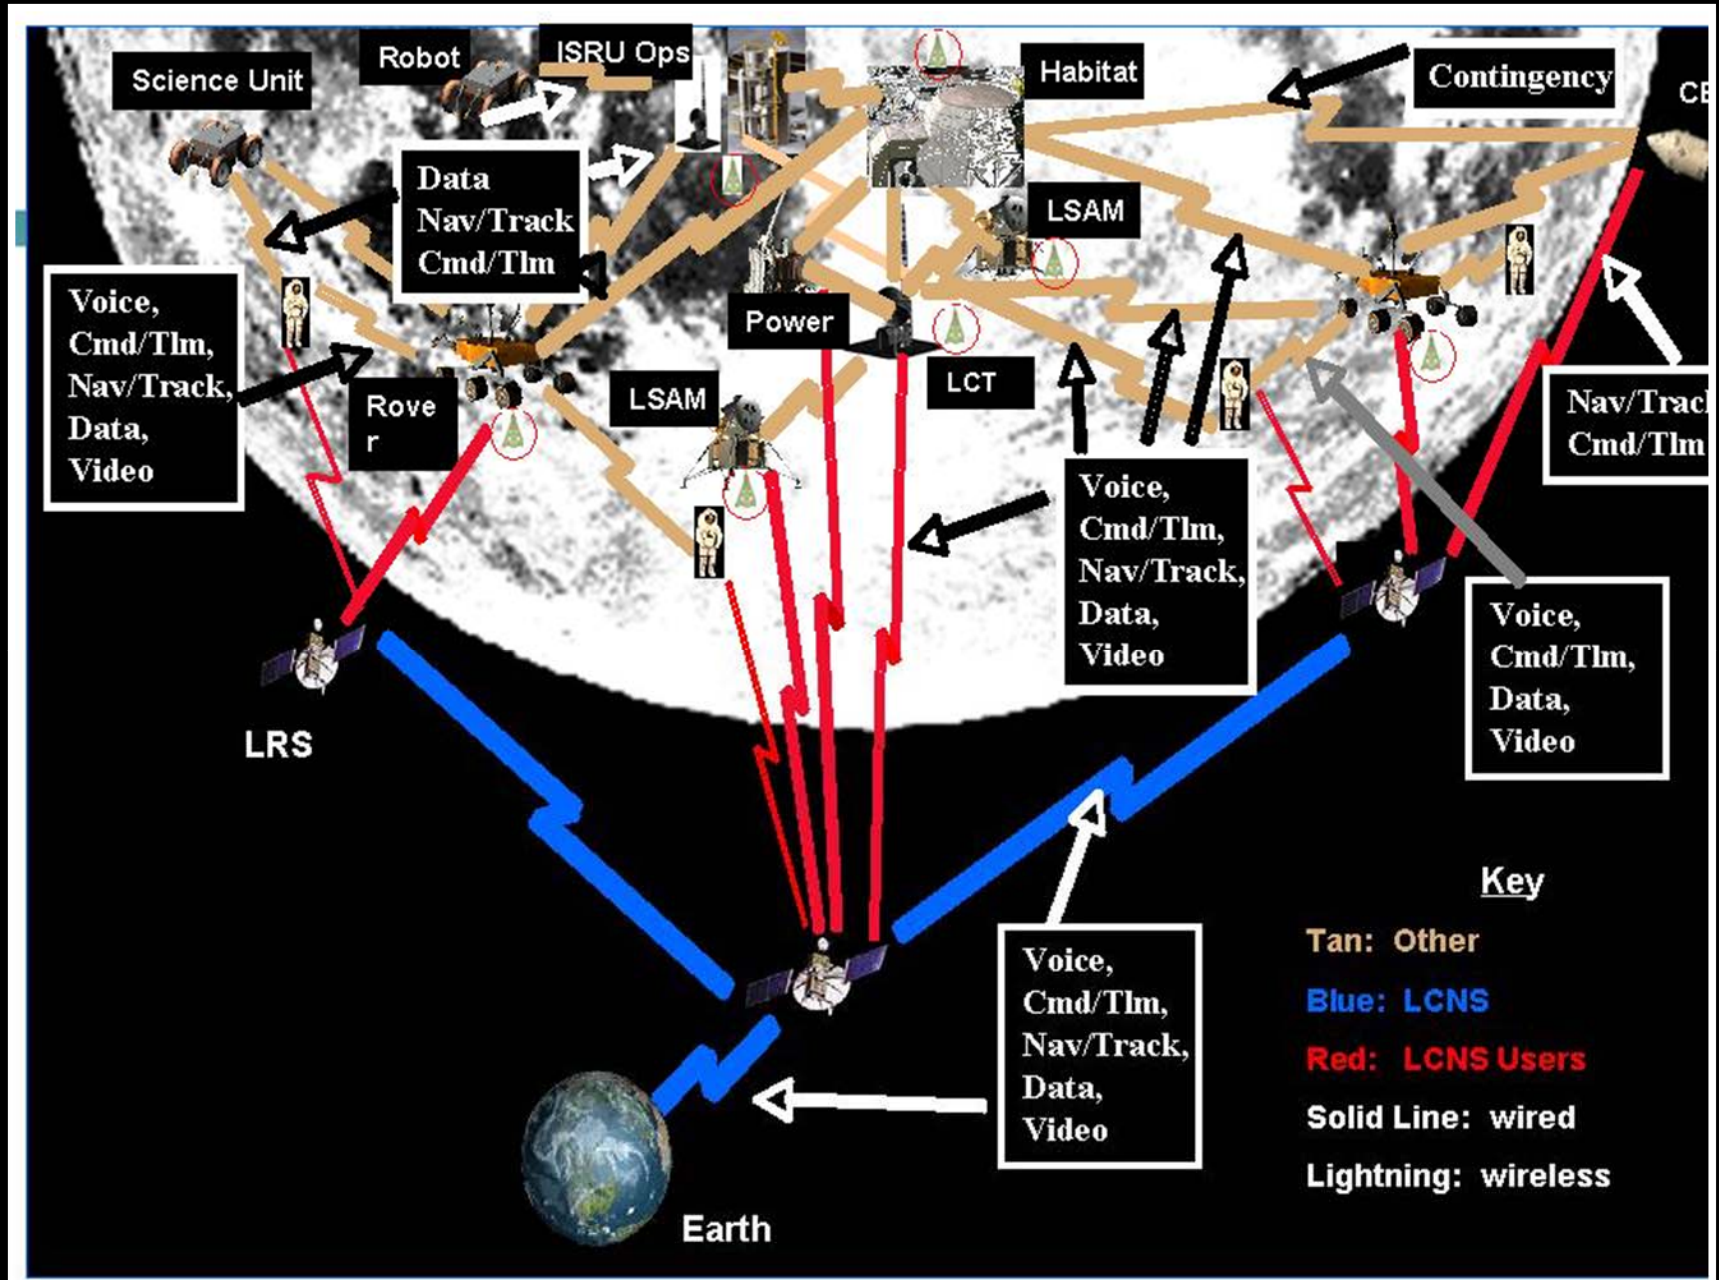 Science Unit
Robot
ISRU Ops
Habitat
Contingency
Data
Nav/Track
Cmd/Tlm
LSAM
Voice,
Cmd/Tlm,
Nav/Track,
Data,
Video
Rove
r
Power
LSAM
LCT
Nav/Trac
Cmd/Tlm
Voice,
Cmd/Tlm,
Nav/Track,
Data,
Video
Voice,
Cmd/Tlm,
Data,
Video
LRS
Voice,
Cmd/Tlm,
Nav/Track,
Data,
Video
Earth
Key
Tan: Other
Blue: LCNS
Red: LCNS Users
Solid Line: wired
Lightning: wireless